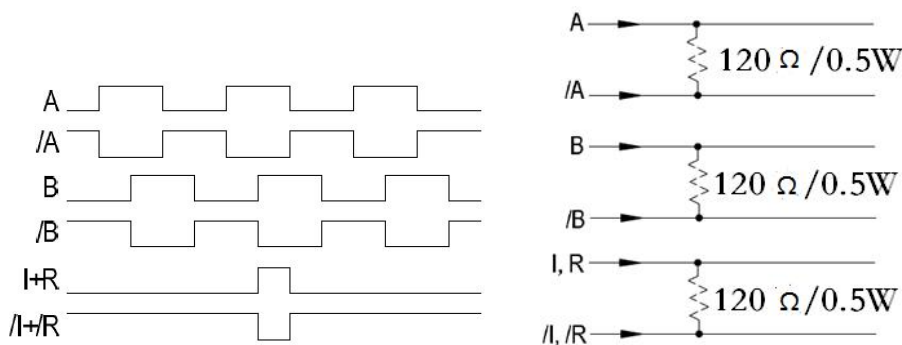 A
/A
B
/B
I+R
/I+/R
A
120 Ω/0.5W
/A
B
120 Ω/0.5W
/B
I, R
120 Ω/0.5W
/I, /R